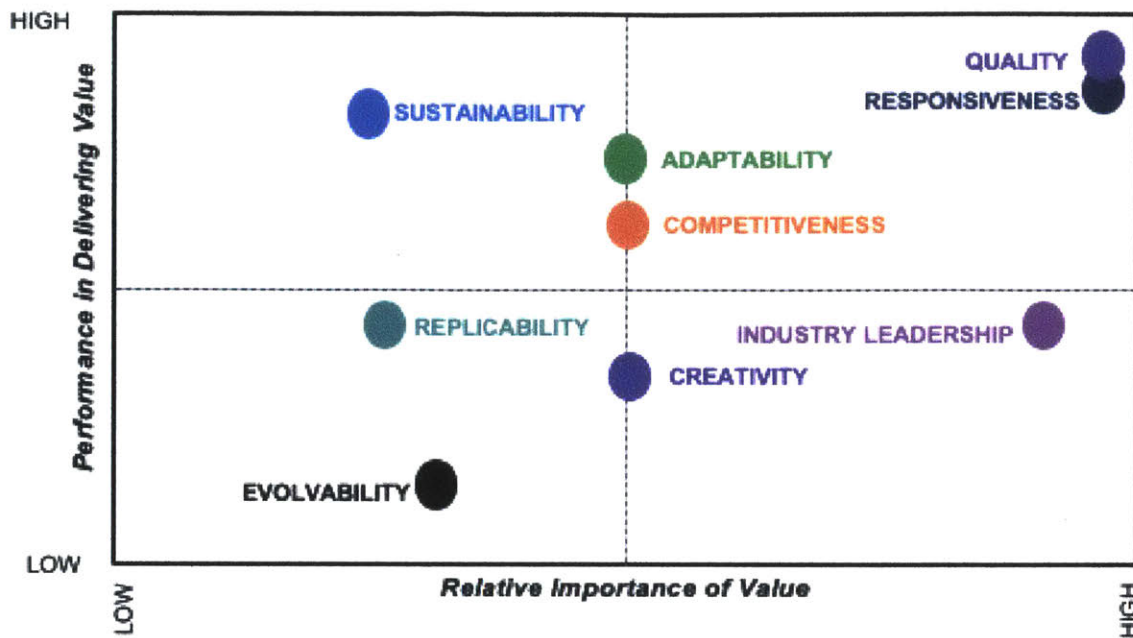 HIGH
QUALITY
RESPONSIVENESS
SUSTAINABILITY
ADAPTABILITY
COMPETITIVENESS
Performance in Delivering Value
REPLICABILITY
INDUSTRY LEADERSHIP
CREATIVITY
EVOLVABILITY
LOW
Relative Importance of Value
LOW
HIGH